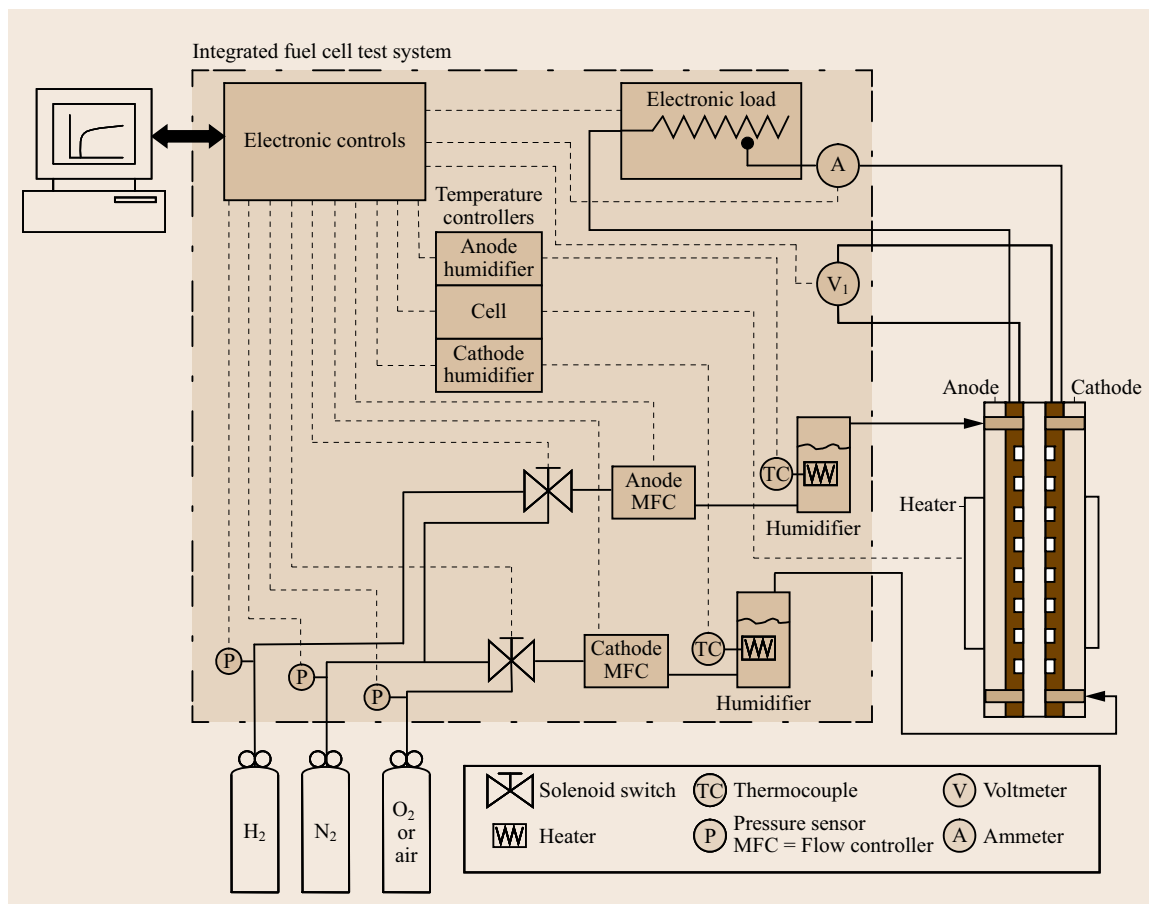 Integrated fuel cell test system
Electronic controls
Electronic load
A
Temperature
controllers
Anode
humidifier
Cell
Cathode
humidifier
V1
Anode
Cathode
TC
Anode
MFC
Heater
Humidifier
P
P
P
Cathode
MFC
TC
Humidifier
H2
N2
O2
or
air
Solenoid switch
TC Thermocouple
V Voltmeter
Heater
P Pressure sensor
MFC = Flow controller
A Ammeter